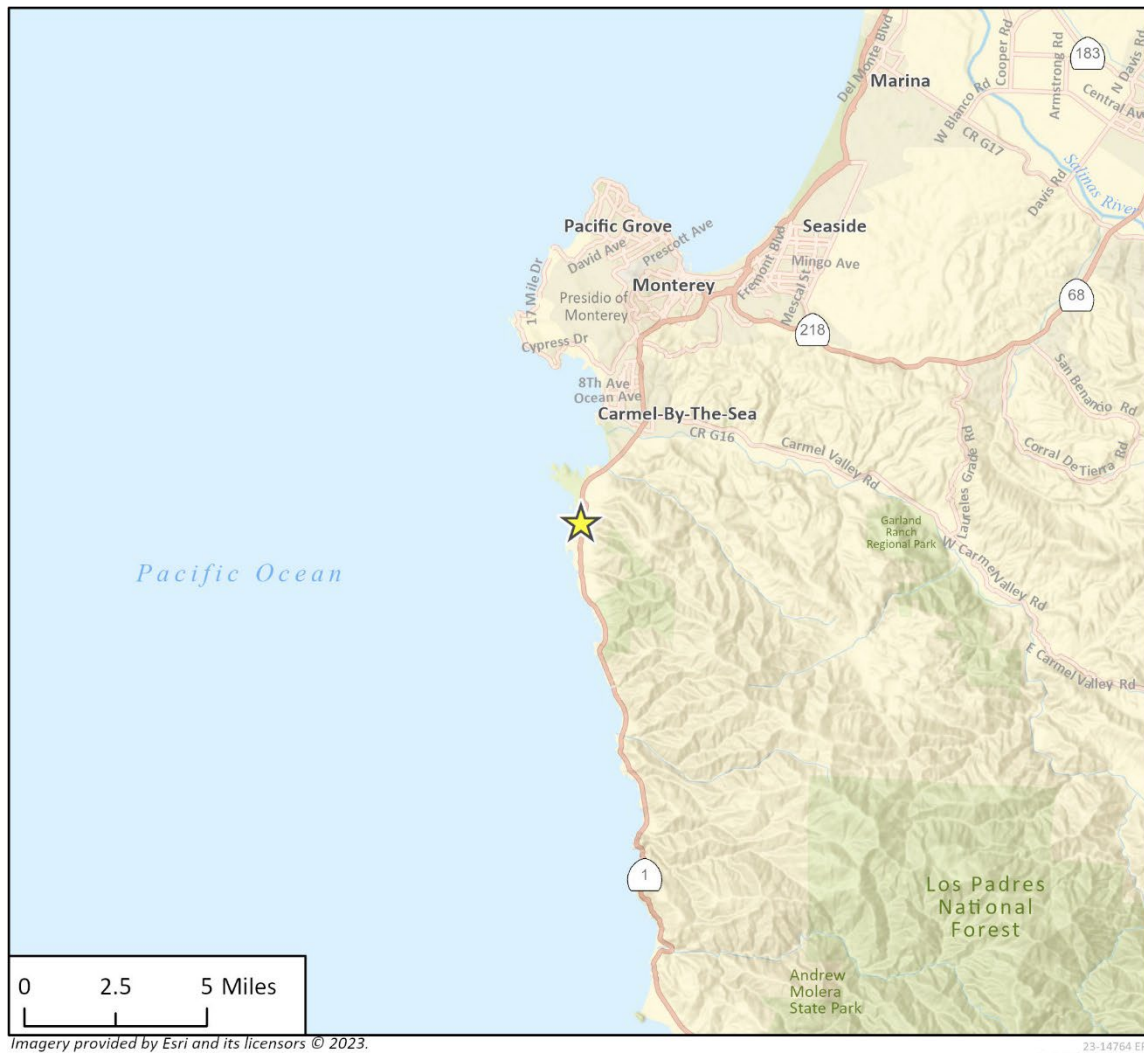 Del Monte Blvd
Marina
Cooper Rd
W Blanco Rd
Armstrong Rd
183
N Davis Rd
Central Av
CR G17
Salinas River
Davis Rd
Pacific Grove
David Ave
Prescott Ave
Seaside
Fremont Blvd
Mingo Ave
Mescal St
17 Mile Dr
Monterey
Presidio of
Monterey
68
218
Cypress Dr
San Benancio Rd
8Th Ave
Ocean Ave
Carmel-By-The-Sea
CR G16
Carmel Valley Rd
Laureles Grade Rd
Corral De Tierra Rd
Garland
Ranch
Regional Park
W Carmel Valley Rd
Pacific Ocean
E Carmel Valley Rd
1
Los Padres
National
Forest
Andrew
Molera
State Park
0 2.5 5 Miles
Imagery provided by Esri and its licensors © 2023.